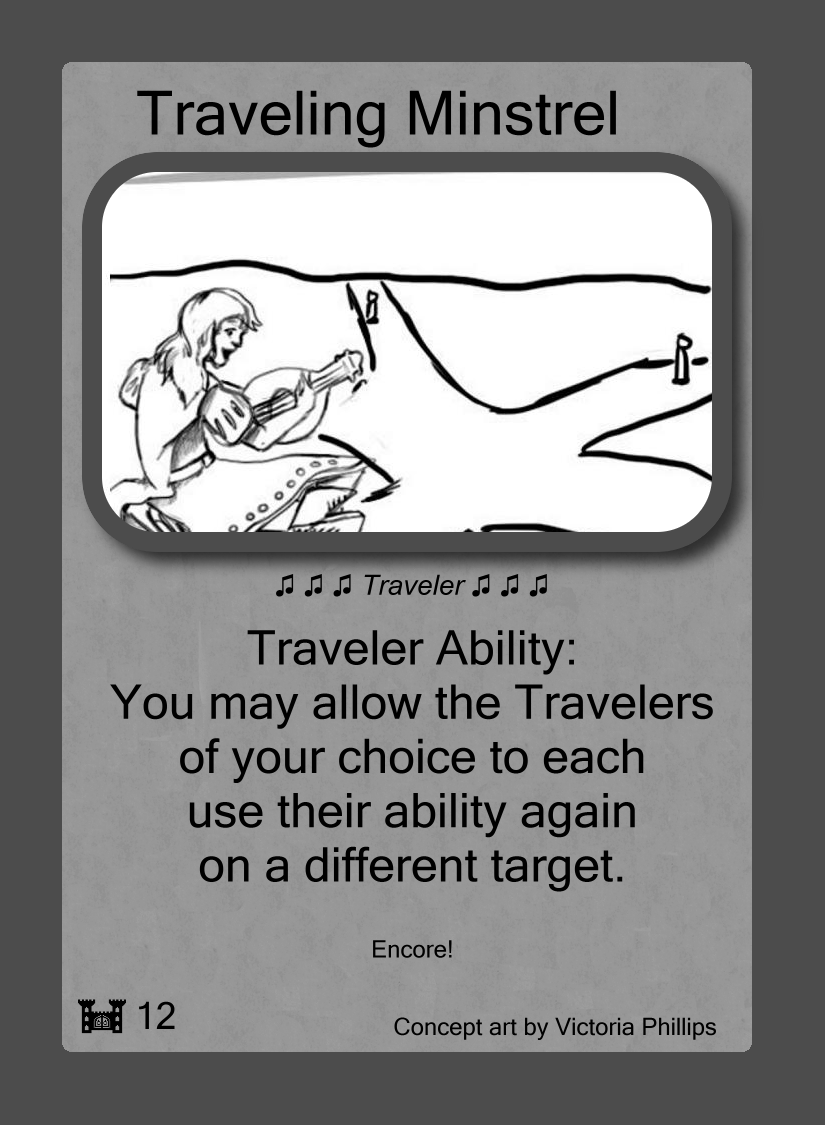 Traveling Minstrel
♫ ♫ ♫ Traveler ♫ ♫ ♫
Traveler Ability:
You may allow the Travelers
of your choice to each
use their ability again
on a different target.
Encore!
12
Concept art by Victoria Phillips